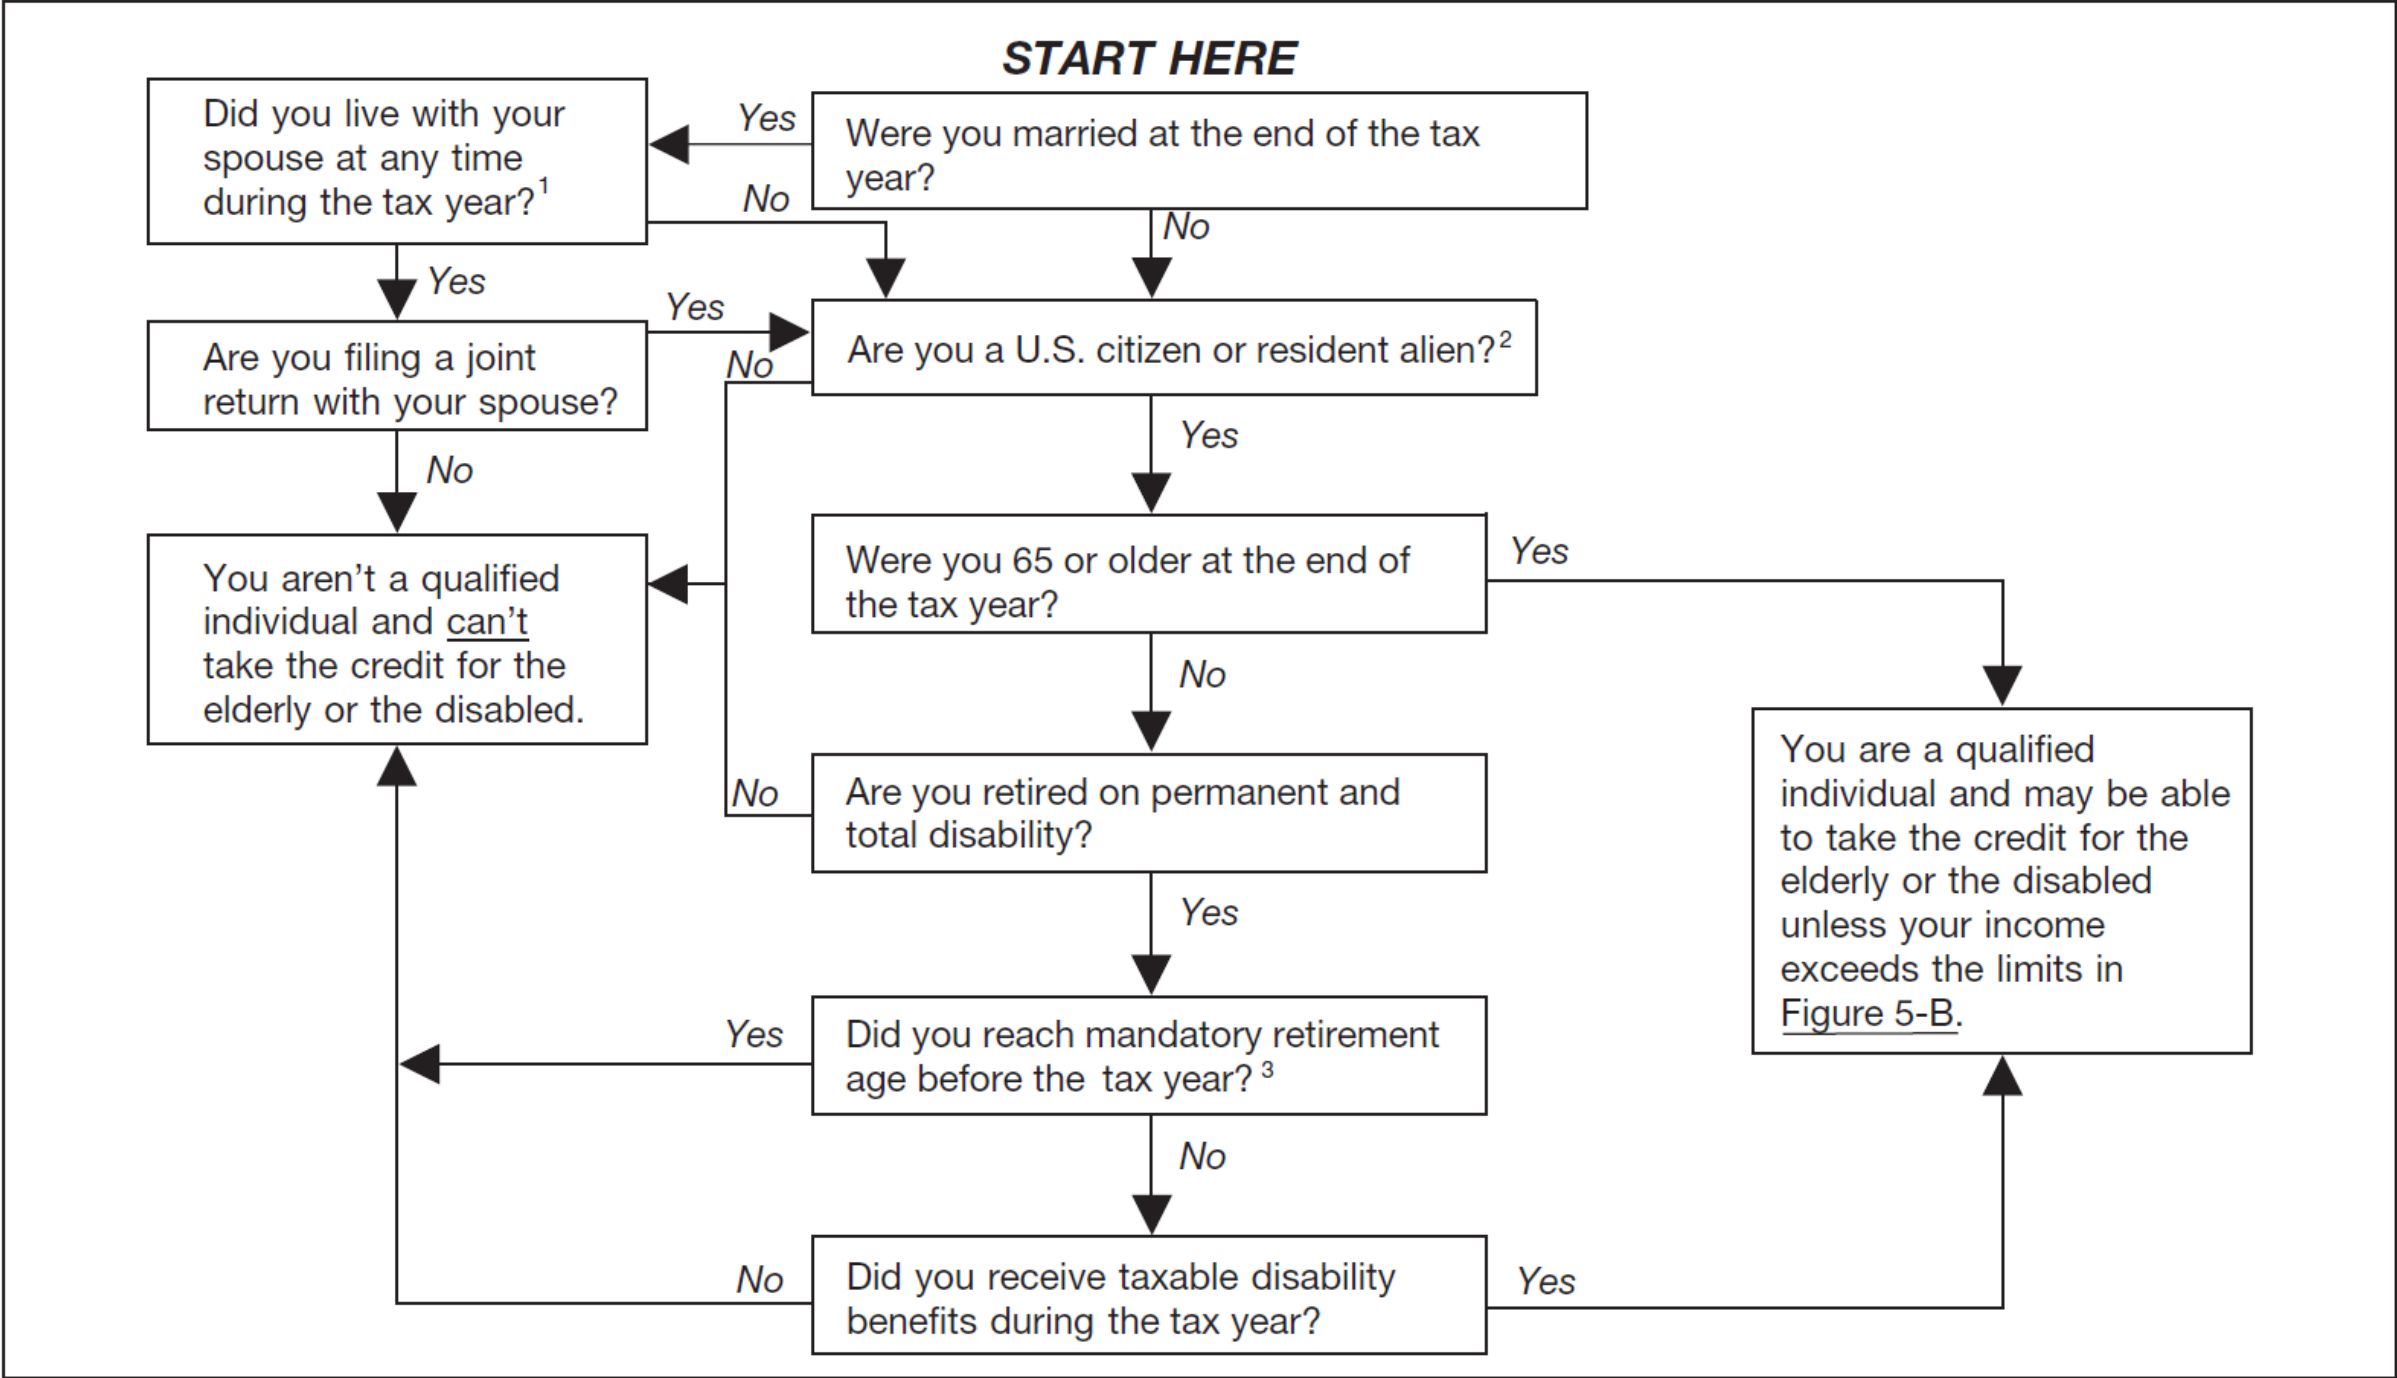 START HERE
Were you married at the end of the tax
year?
Yes
No
Did you live with your
spouse at any time
during the tax year?1
No
Yes
Are you filing a joint
return with your spouse?
Yes
No
Are you a U.S. citizen or resident alien?2
No
Yes
You aren't a qualified
individual and can't
take the credit for the
elderly or the disabled.
Were you 65 or older at the end of
the tax year?
Yes
No
Are you retired on permanent and
total disability?
No
Yes
You are a qualified
individual and may be able
to take the credit for the
elderly or the disabled
unless your income
exceeds the limits in
Figure 5-B.
Did you reach mandatory retirement
age before the tax year? 3
Yes
No
Did you receive taxable disability
benefits during the tax year?
No
Yes